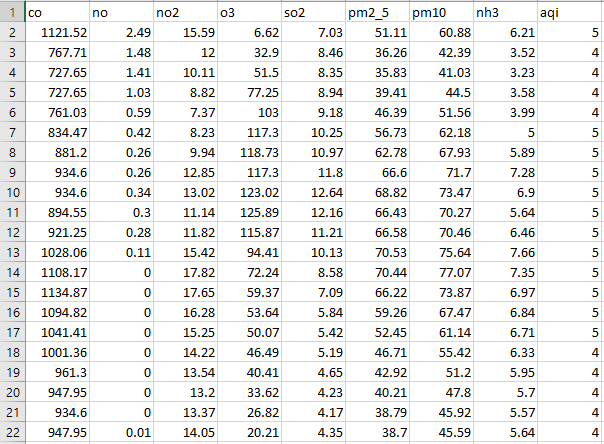 1 co no no2 o3 so2 pm2_5 pm10 nh3 aqi
2 1121.52 2.49 15.59 6.62 7.03 51.11 60.88 6.21 5
3 767.71 1.48 12 32.9 8.46 36.26 42.39 3.52 4
4 727.65 1.41 10.11 51.5 8.35 35.83 41.03 3.23 4
5 727.65 1.03 8.82 77.25 8.94 39.41 44.5 3.58 4
6 761.03 0.59 7.37 103 9.18 46.39 51.56 3.99 4
7 834.47 0.42 8.23 117.3 10.25 56.73 62.18 5 5
8 881.2 0.26 9.94 118.73 10.97 62.78 67.93 5.89 5
9 934.6 0.26 12.85 117.3 11.8 66.6 71.7 7.28 5
10 934.6 0.34 13.02 123.02 12.64 68.82 73.47 6.9 5
11 894.55 0.3 11.14 125.89 12.16 66.43 70.27 5.64 5
12 921.25 0.28 11.82 115.87 11.21 66.58 70.46 6.46 5
13 1028.06 0.11 15.42 94.41 10.13 70.53 75.64 7.66 5
14 1108.17 0 17.82 72.24 8.58 70.44 77.07 7.35 5
15 1134.87 0 17.65 59.37 7.09 66.22 73.87 6.97 5
16 1094.82 0 16.28 53.64 5.84 59.26 67.47 6.84 5
17 1041.41 0 15.25 50.07 5.42 52.45 61.14 6.71 5
18 1001.36 0 14.22 46.49 5.19 46.71 55.42 6.33 4
19 961.3 0 13.54 40.41 4.65 42.92 51.2 5.95 4
20 947.95 0 13.2 33.62 4.23 40.21 47.8 5.7 4
21 934.6 0 13.37 26.82 4.17 38.79 45.92 5.57 4
22 947.95 0.01 14.05 20.21 4.35 38.7 45.59 5.64 4